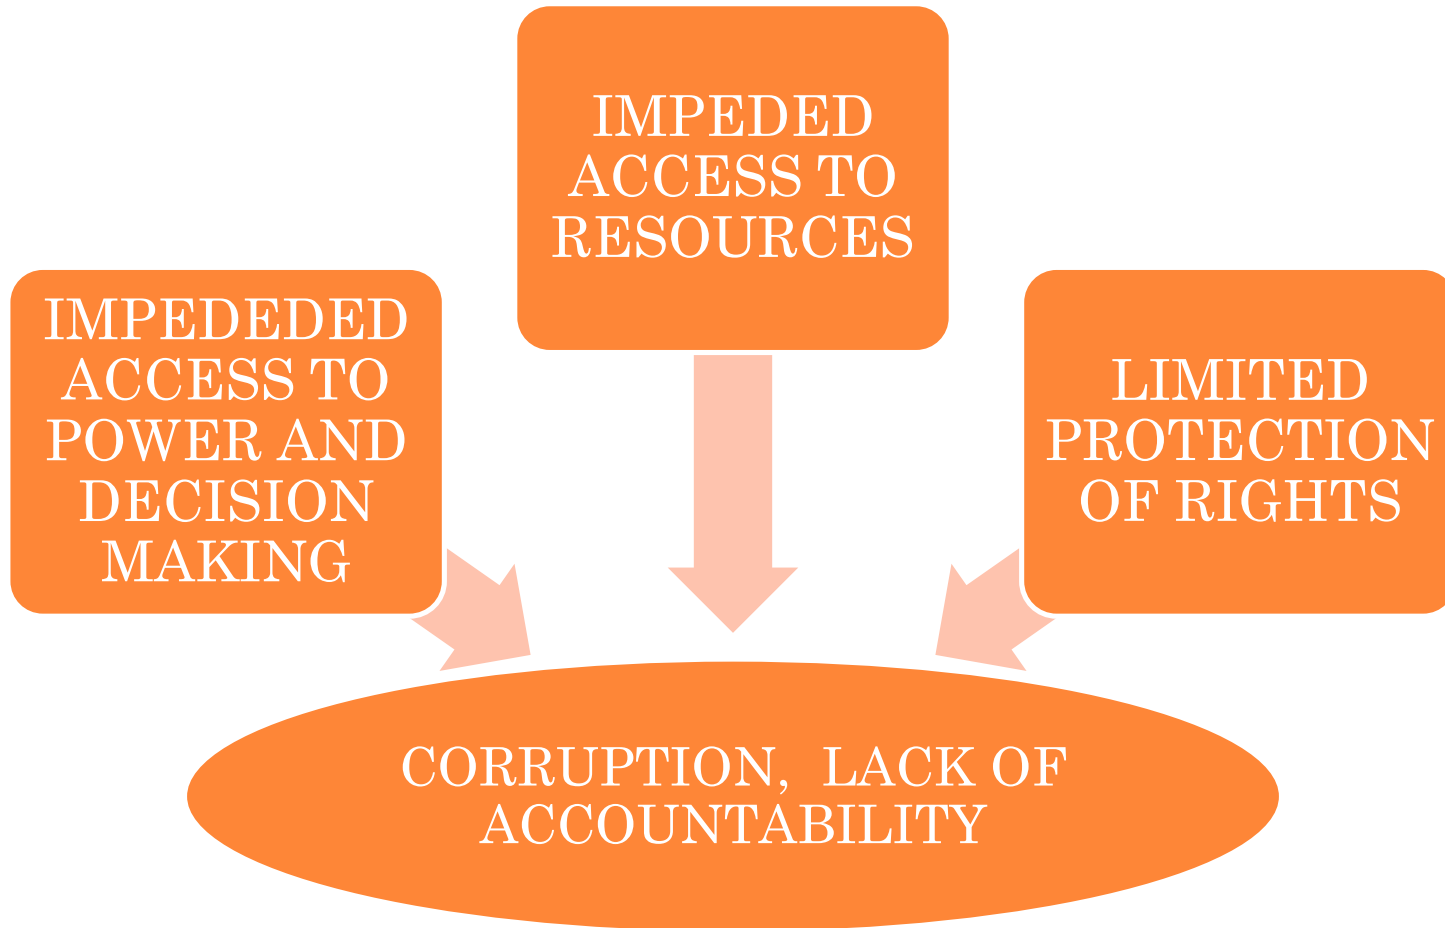 IMPEDED
ACCESS TO
RESOURCES
IMPEDEDED
ACCESS TO
POWER AND
DECISION
MAKING
LIMITED
PROTECTION
OF RIGHTS
CORRUPTION,  LACK OF
ACCOUNTABILITY